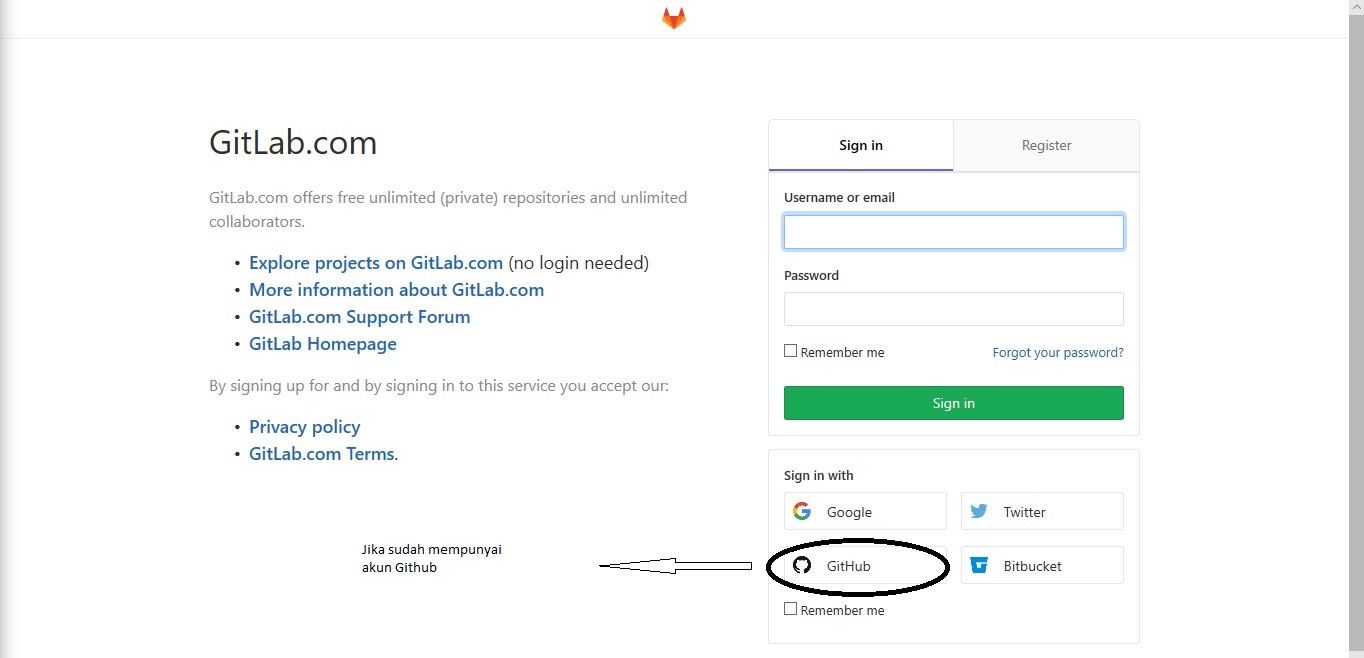 GitLab.com
GitLab.com offers free unlimited (private) repositories and unlimited
collaborators.
• Explore projects on GitLab.com (no login needed)
• More information about GitLab.com
• GitLab.com Support Forum
• GitLab Homepage
By signing up for and by signing in to this service you accept our:
• Privacy policy
• GitLab.com Terms.
Jika sudah mempunyai
akun Github
Sign in
Register
Username or email
Password
Remember me
Forgot your password?
Sign in
Sign in with
Google
Twitter
GitHub
Bitbucket
Remember me